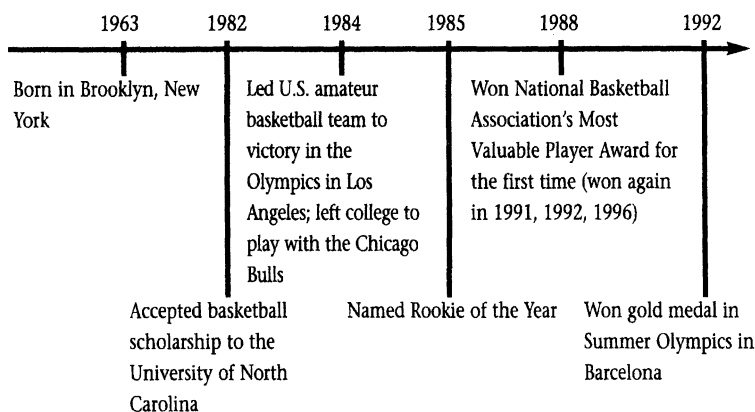 1963 1982 1984 1985 1988 1992
Born in Brooklyn, New
York
Led U.S. amateur
basketball team to
victory in the
Olympics in Los
Angeles; left college to
play with the Chicago
Bulls
Won National Basketball
Association's Most
Valuable Player Award for
the first time (won again
in 1991, 1992, 1996)
Accepted basketball
scholarship to the
University of North
Carolina
Named Rookie of the Year
Won gold medal in
Summer Olympics in
Barcelona